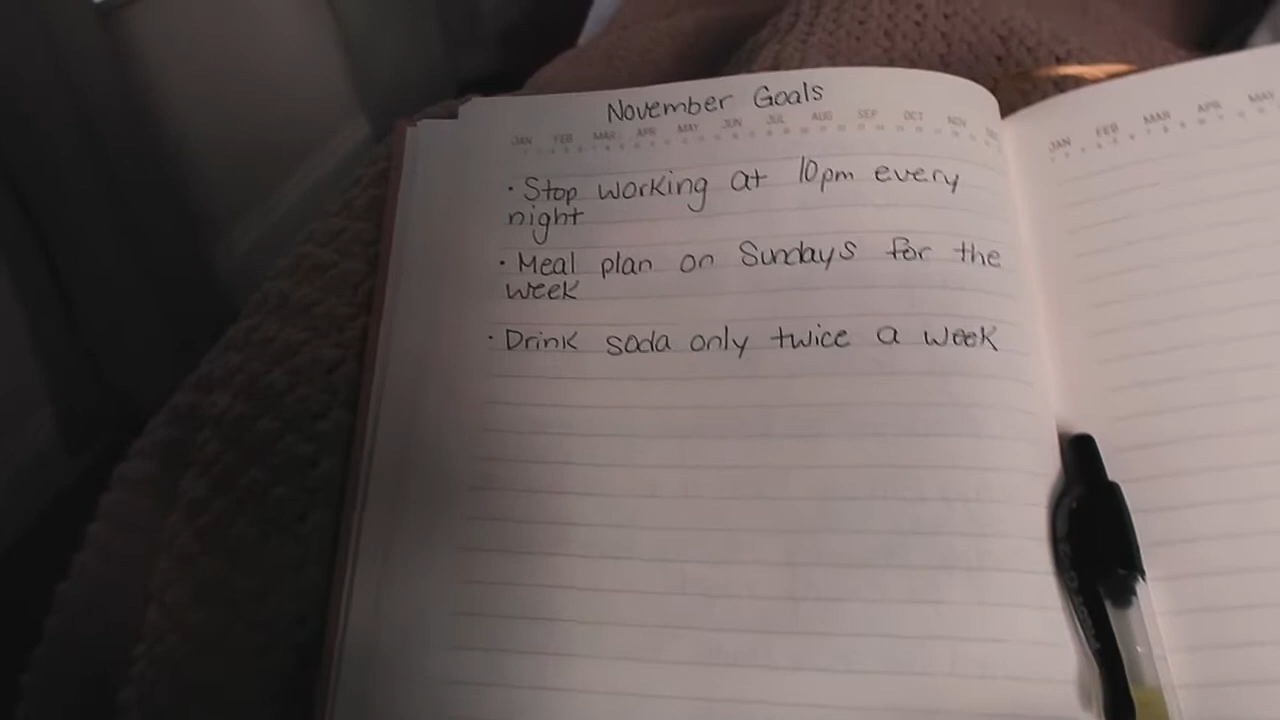 November Goals
JAN FEB MAR APR MAY JUN JUL AUG SEP OCT NOV
· Stop working at 10pm every
night
· Meal plan on Sundays for the
week
· Drink soda only twice a week
JAN FEB MAR APR MAY